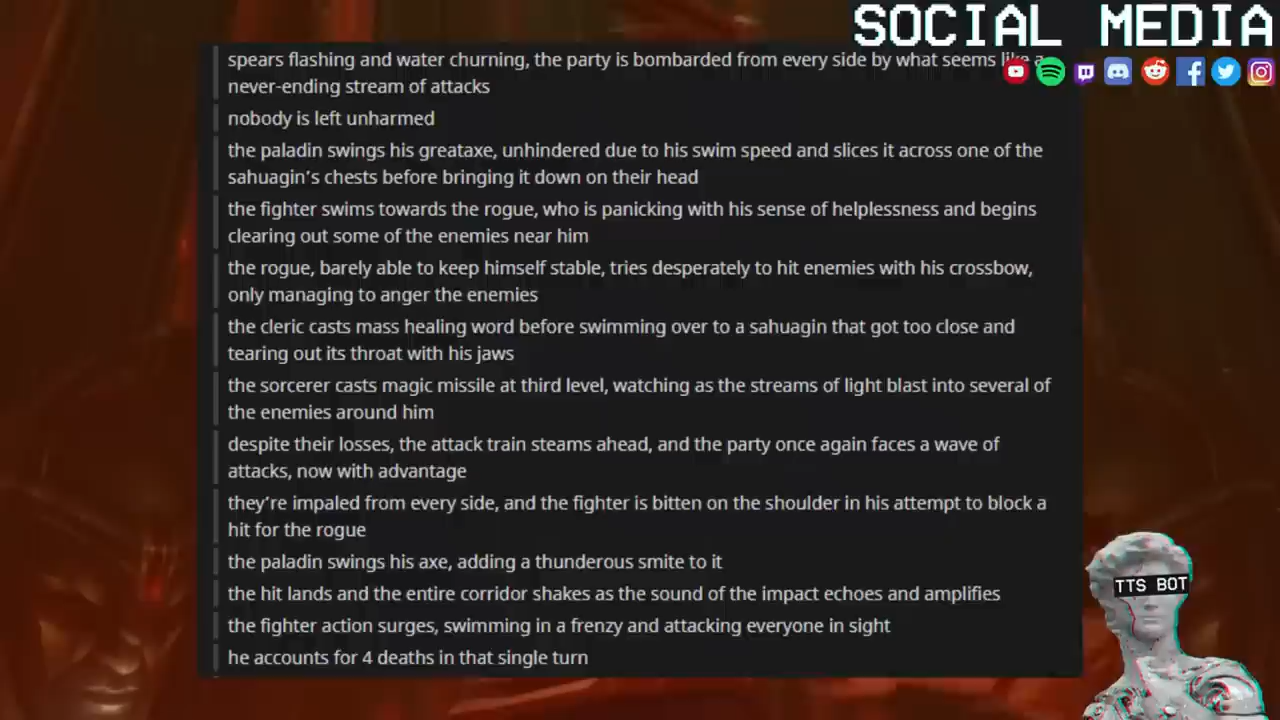 SOCIAL MEDIA
spears flashing and water churning, the party is bombarded from every side by what seems like a
never-ending stream of attacks
nobody is left unharmed
the paladin swings his greataxe, unhindered due to his swim speed and slices it across one of the
sahuagin's chests before bringing it down on their head
the fighter swims towards the rogue, who is panicking with his sense of helplessness and begins
clearing out some of the enemies near him
the rogue, barely able to keep himself stable, tries desperately to hit enemies with his crossbow,
only managing to anger the enemies
the cleric casts mass healing word before swimming over to a sahuagin that got too close and
tearing out its throat with his jaws
the sorcerer casts magic missile at third level, watching as the streams of light blast into several of
the enemies around him
despite their losses, the attack train steams ahead, and the party once again faces a wave of
attacks, now with advantage
they're impaled from every side, and the fighter is bitten on the shoulder in his attempt to block a
hit for the rogue
the paladin swings his axe, adding a thunderous smite to it
the hit lands and the entire corridor shakes as the sound of the impact echoes and amplifies
the fighter action surges, swimming in a frenzy and attacking everyone in sight
he accounts for 4 deaths in that single turn
TTS BOT